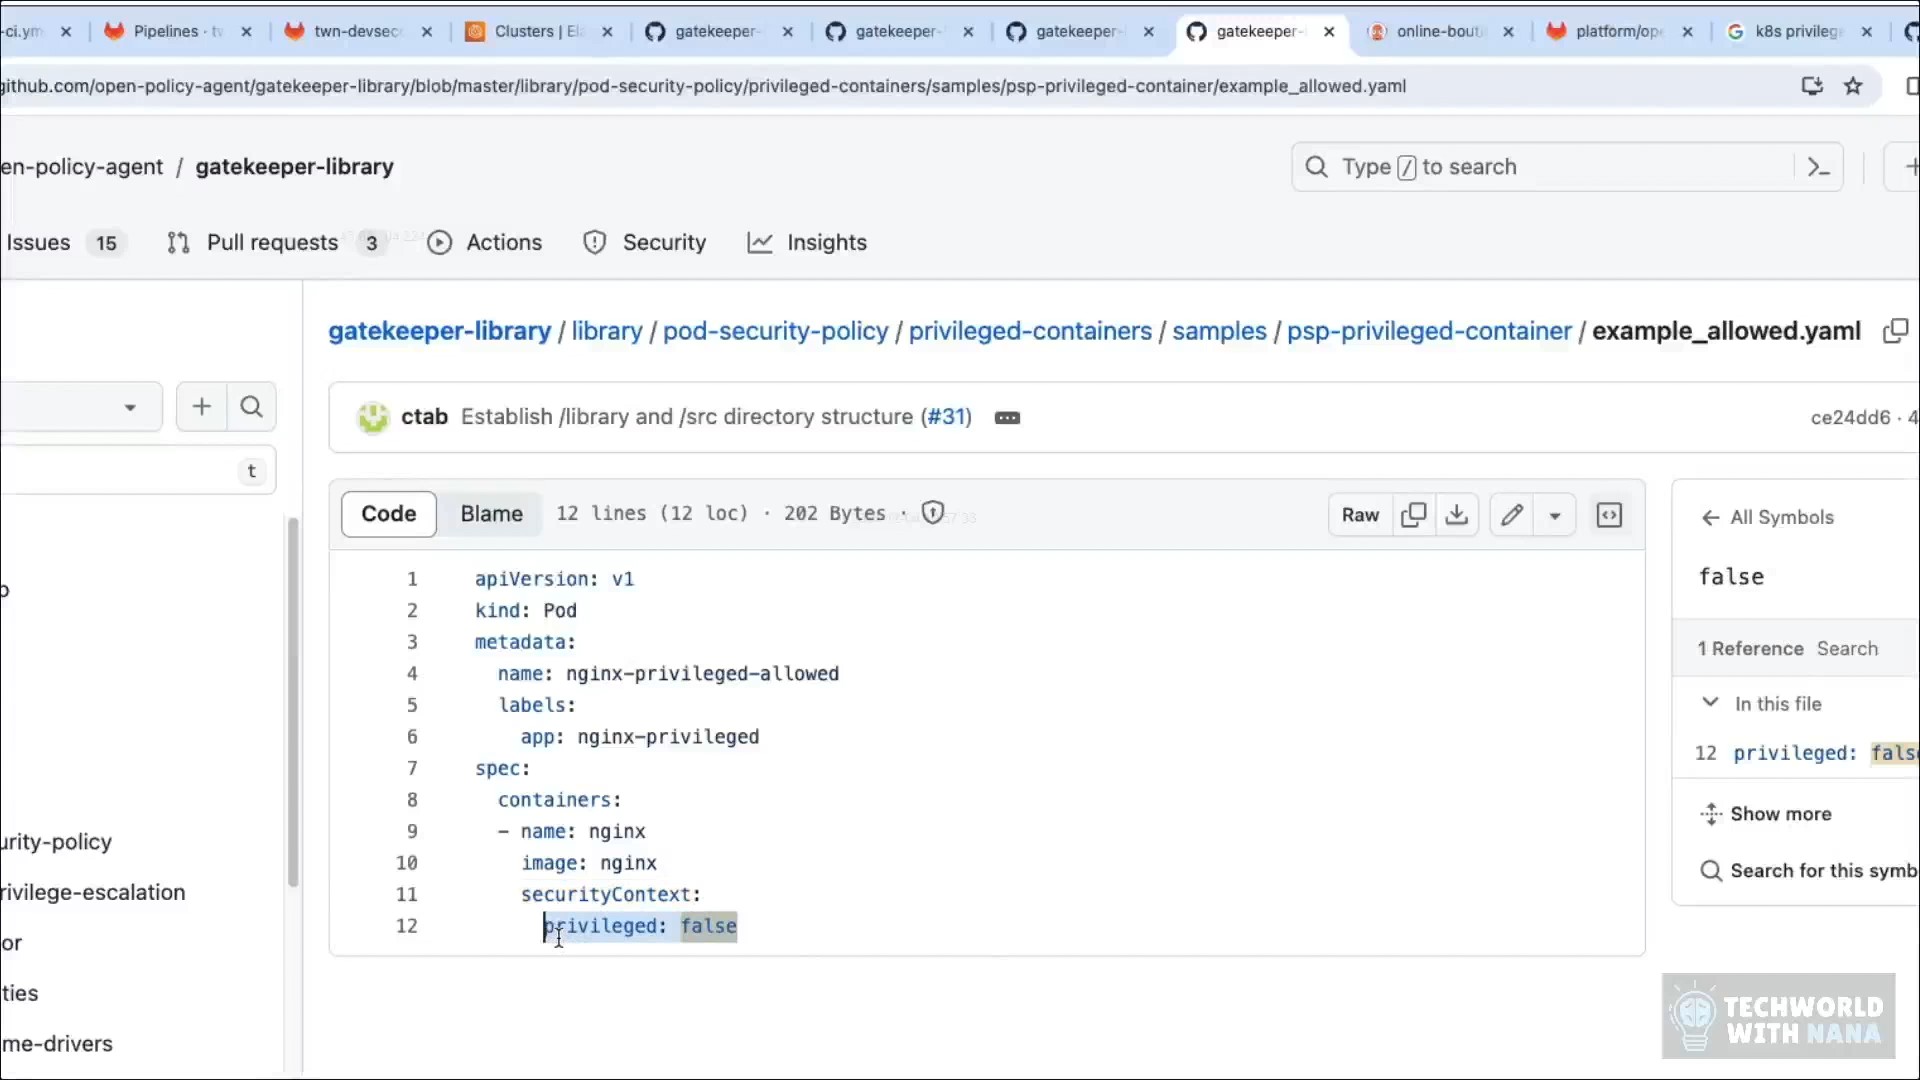 -ci.ym
Pipelines · tw
twn-devsec
Clusters | Ela
gatekeeper-
gatekeeper-
gatekeeper-
gatekeeper-
online-bouti
platform/ope
k8s privileg
github.com/open-policy-agent/gatekeeper-library/blob/master/library/pod-security-policy/privileged-containers/samples/psp-privileged-container/example_allowed.yaml
en-policy-agent / gatekeeper-library
Type / to search
Issues 15 Pull requests 3 Actions Security Insights
gatekeeper-library / library / pod-security-policy / privileged-containers / samples / psp-privileged-container / example_allowed.yaml
ctab Establish /library and /src directory structure (#31)
ce24dd6 · 4
t
Code Blame 12 lines (12 loc) · 202 Bytes ·
Raw
1 apiVersion: v1
2 kind: Pod
3 metadata:
4 name: nginx-privileged-allowed
5 labels:
6 app: nginx-privileged
7 spec:
8 containers:
9 - name: nginx
10 image: nginx
11 securityContext:
12 privileged: false
All Symbols
false
1 Reference Search
In this file
12 privileged: false
Show more
Search for this symb
urity-policy
rivilege-escalation
or
ties
me-drivers
TECHWORLD
WITH NANA